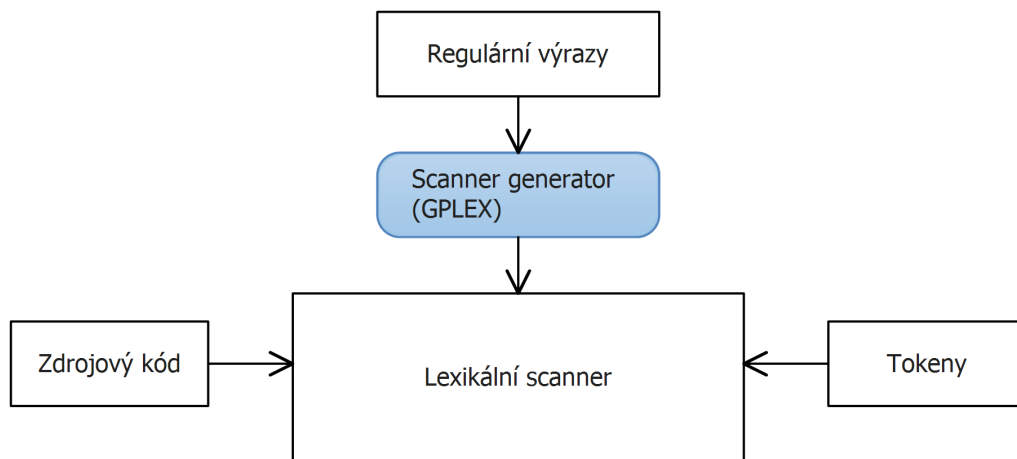 Regulární výrazy
Scanner generator
(GPLEX)
Zdrojový kód
Lexikální scanner
Tokeny